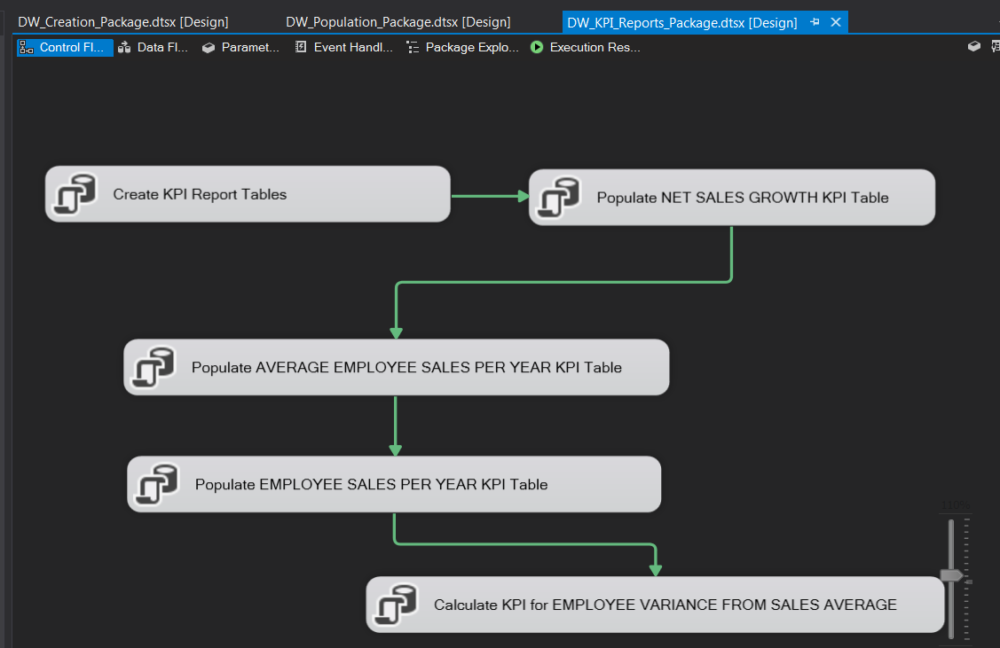 DW_Creation_Package.dtsx [Design] DW_Population_Package.dtsx [Design] DW_KPI_Reports_Package.dtsx [Design]
Control Fl... Data Fl... Paramet... Event Handl... Package Explo... Execution Res...
Create KPI Report Tables
Populate NET SALES GROWTH KPI Table
Populate AVERAGE EMPLOYEE SALES PER YEAR KPI Table
Populate EMPLOYEE SALES PER YEAR KPI Table
110%
Calculate KPI for EMPLOYEE VARIANCE FROM SALES AVERAGE